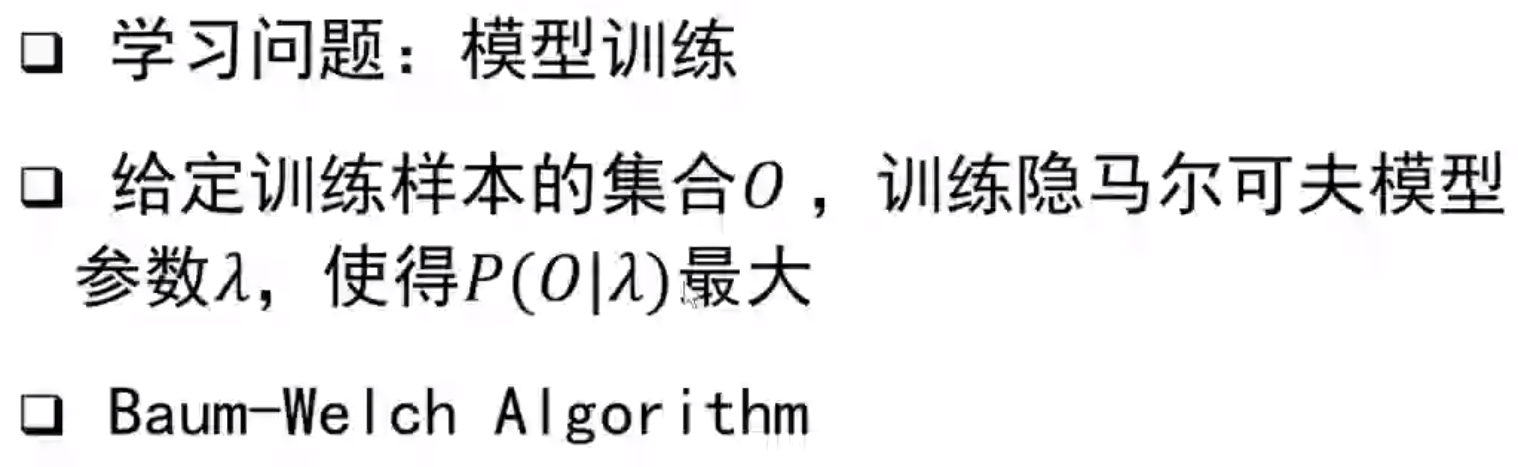 ❑ 学习问题：模型训练
❑ 给定训练样本的集合O，训练隐马尔可夫模型
参数λ，使得P(O|λ)最大
❑ Baum-Welch Algorithm